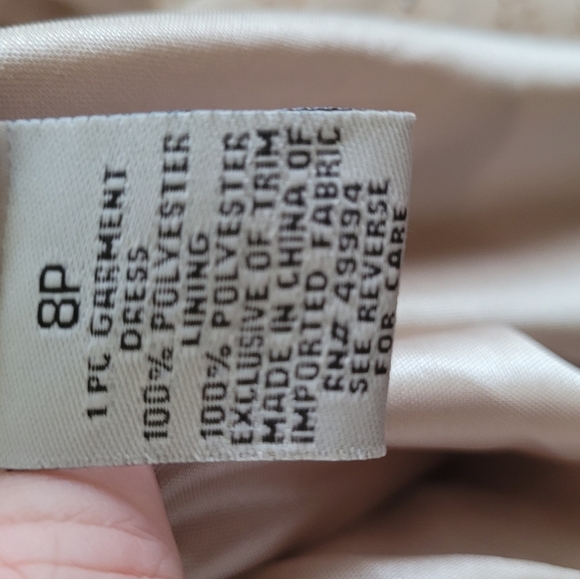 8P
1 PC GARMENT
DRESS
100% POLYESTER
LINING
100% POLYESTER
EXCLUSIVE OF TRIM
MADE IN CHINA OF
IMPORTED FABRIC
RN# 49994
SEE REVERSE
FOR CARE